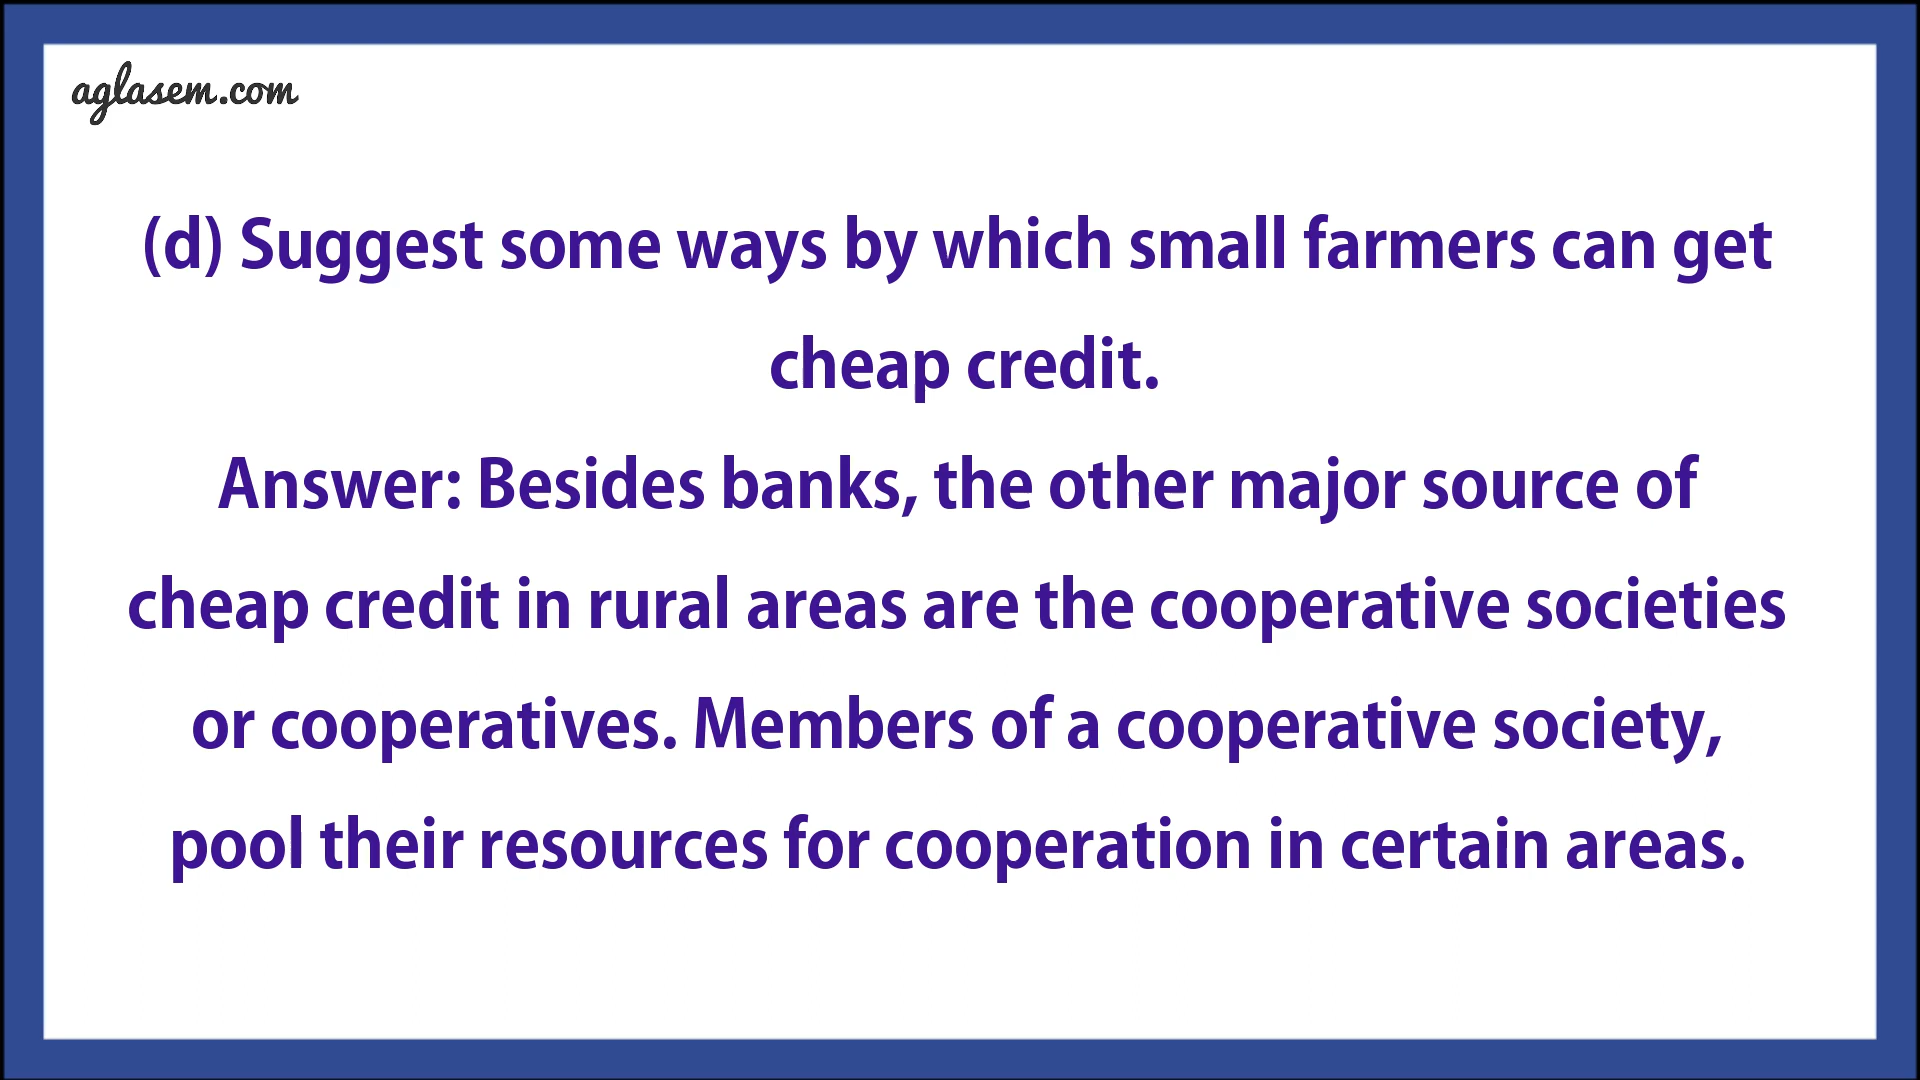 aglasem.com
(d) Suggest some ways by which small farmers can get
cheap credit.
Answer: Besides banks, the other major source of
cheap credit in rural areas are the cooperative societies
or cooperatives. Members of a cooperative society,
pool their resources for cooperation in certain areas.